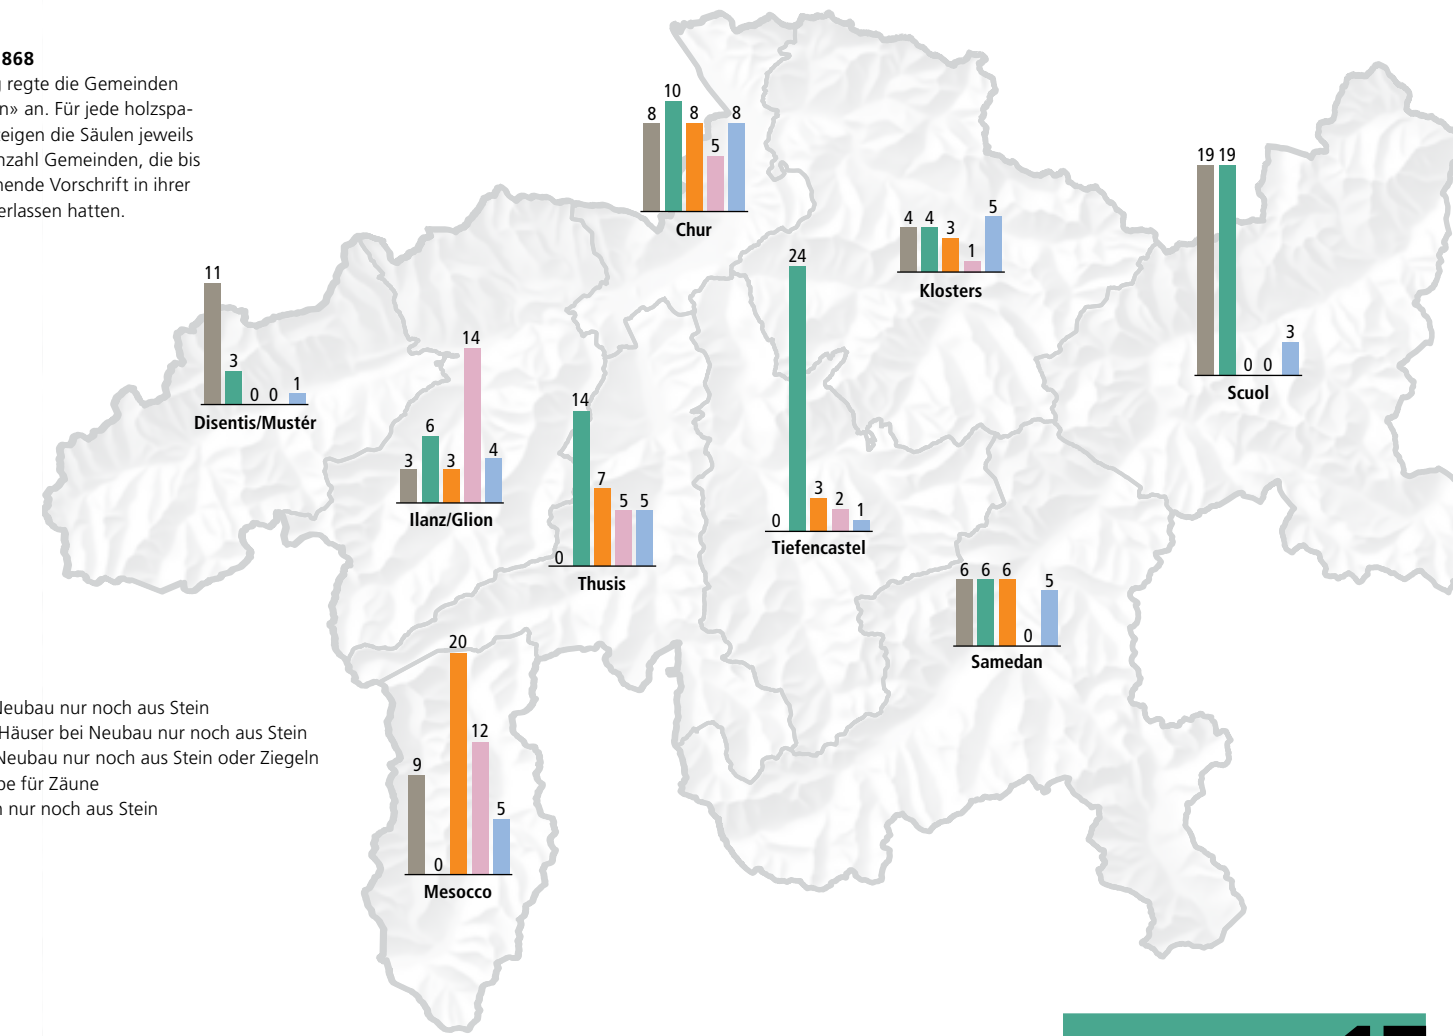 868
regte die Gemeinden
n» an. Für jede holzspa-
eigen die Säulen jeweils
nzahl Gemeinden, die bis
ende Vorschrift in ihrer
erlassen hatten.
8 10 8 5 8
Chur
4 4 3 1 5
Klosters
19 19 0 0 3
Scuol
11 3 0 0 1
Disentis/Mustér
3 6 3 14 4
Ilanz/Glion
0 14 7 5 5
Thusis
0 24 3 2 1
Tiefencastel
6 6 6 0 5
Samedan
9 0 20 12 5
Mesocco
Neubau nur noch aus Stein
Häuser bei Neubau nur noch aus Stein
Neubau nur noch aus Stein oder Ziegeln
be für Zäune
n nur noch aus Stein